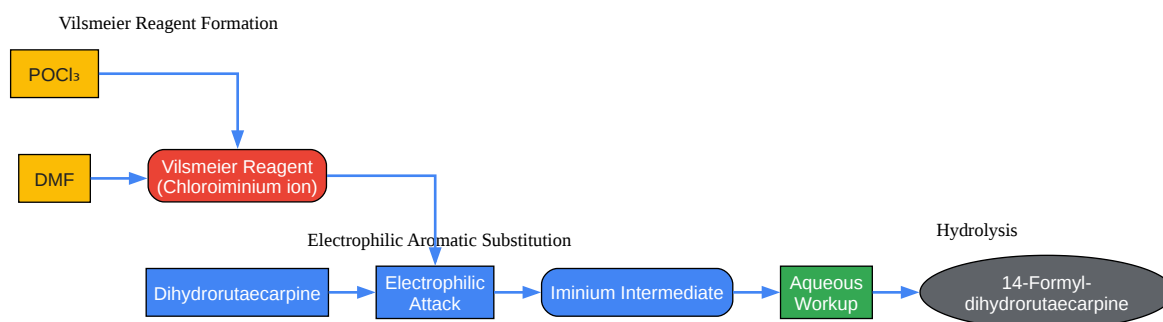 Vilsmeier Reagent Formation
POCl₃
DMF
Vilsmeier Reagent
(Chloroiminium ion)
Electrophilic Aromatic Substitution
Hydrolysis
Dihydrorutaecarpine
Electrophilic
Attack
Iminium Intermediate
Aqueous
Workup
14-Formyl-
dihydrorutaecarpine